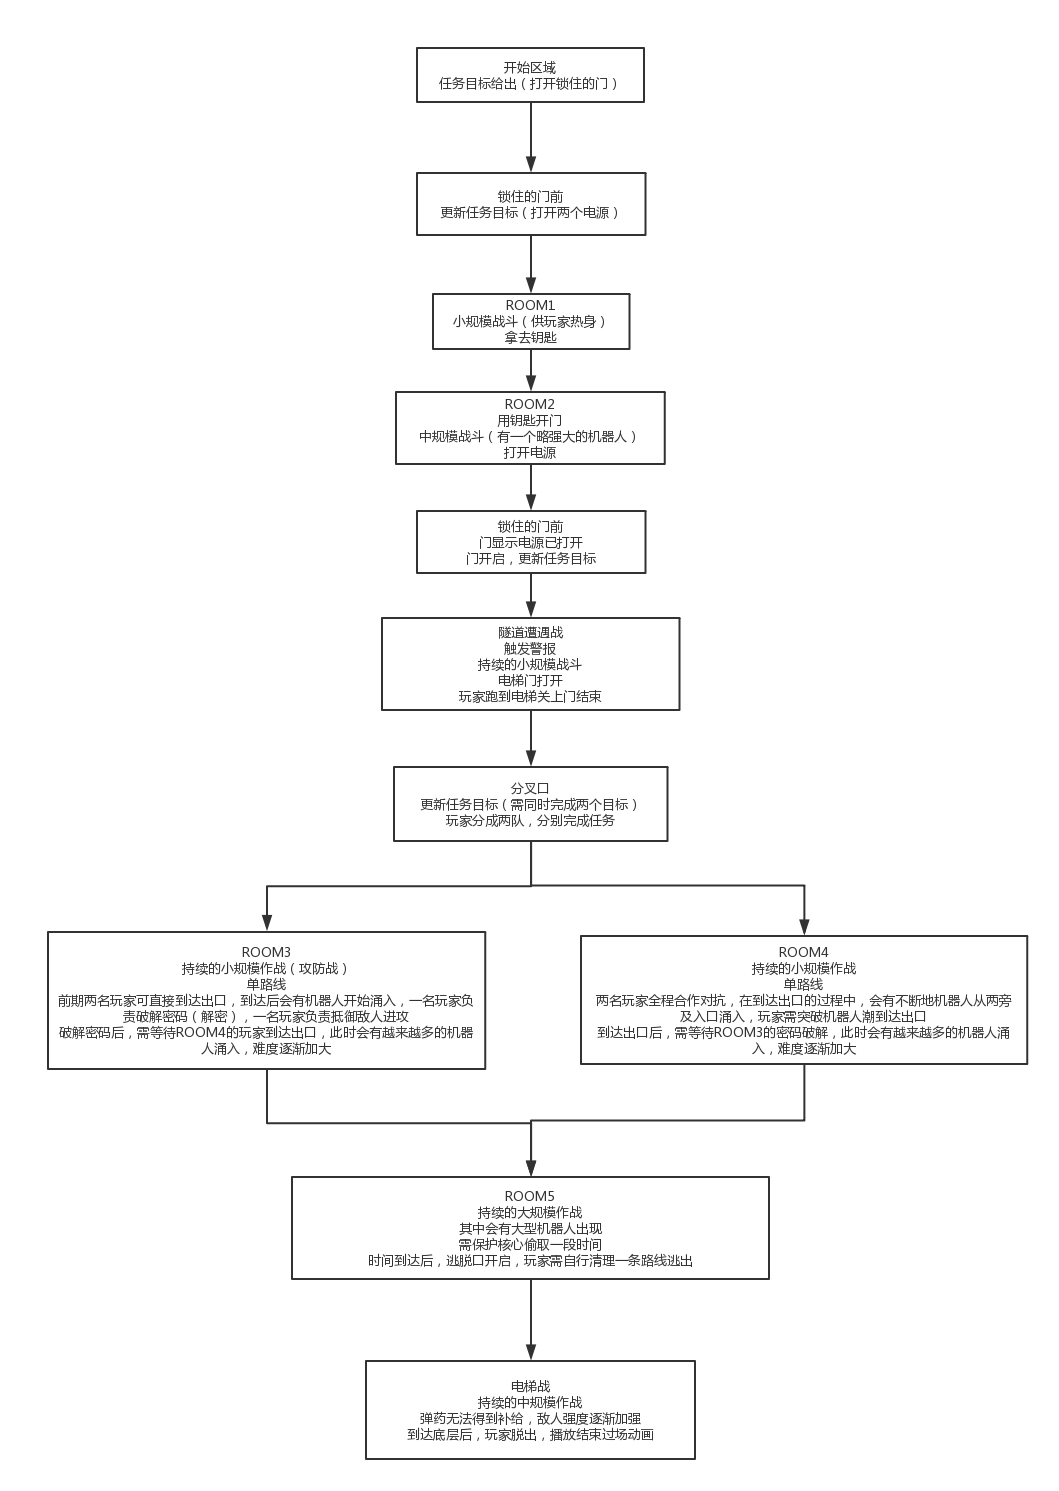 开始区域
任务目标给出（打开锁住的门）
锁住的门前
更新任务目标（打开两个电源）
ROOM1
小规模战斗（供玩家热身）
拿去钥匙
ROOM2
用钥匙开门
中规模战斗（有一个略强大的机器人）
打开电源
锁住的门前
门显示电源已打开
门开启，更新任务目标
隧道遭遇战
触发警报
持续的小规模战斗
电梯门打开
玩家跑到电梯关上门结束
分叉口
更新任务目标（需同时完成两个目标）
玩家分成两队，分别完成任务
ROOM3
持续的小规模作战（攻防战）
单路线
前期两名玩家可直接到达出口，到达后会有机器人开始涌入，一名玩家负
责破解密码（解密），一名玩家负责抵御敌人进攻
破解密码后，需等待ROOM4的玩家到达出口，此时会有越来越多的机器
人涌入，难度逐渐加大
ROOM4
持续的小规模作战
单路线
两名玩家全程合作对抗，在到达出口的过程中，会有不断地机器人从两旁
及入口涌入，玩家需突破机器人潮到达出口
到达出口后，需等待ROOM3的密码破解，此时会有越来越多的机器人涌
入，难度逐渐加大
ROOM5
持续的大规模作战
其中会有大型机器人出现
需保护核心偷取一段时间
时间到达后，逃脱口开启，玩家需自行清理一条路线逃出
电梯战
持续的中规模作战
弹药无法得到补给，敌人强度逐渐加强
到达底层后，玩家脱出，播放结束过场动画